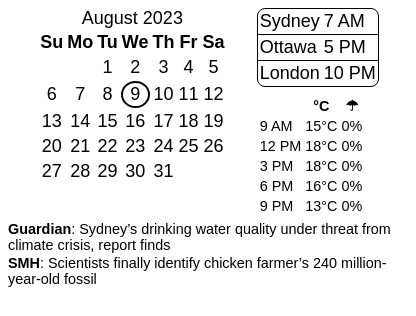 August 2023
Su Mo Tu We Th Fr Sa
1 2 3 4 5
6 7 8 9 10 11 12
13 14 15 16 17 18 19
20 21 22 23 24 25 26
27 28 29 30 31
Sydney 7 AM
Ottawa 5 PM
London 10 PM
°C ☂
9 AM 15°C 0%
12 PM 18°C 0%
3 PM 18°C 0%
6 PM 16°C 0%
9 PM 13°C 0%
Guardian: Sydney’s drinking water quality under threat from
climate crisis, report finds
SMH: Scientists finally identify chicken farmer’s 240 million-
year-old fossil